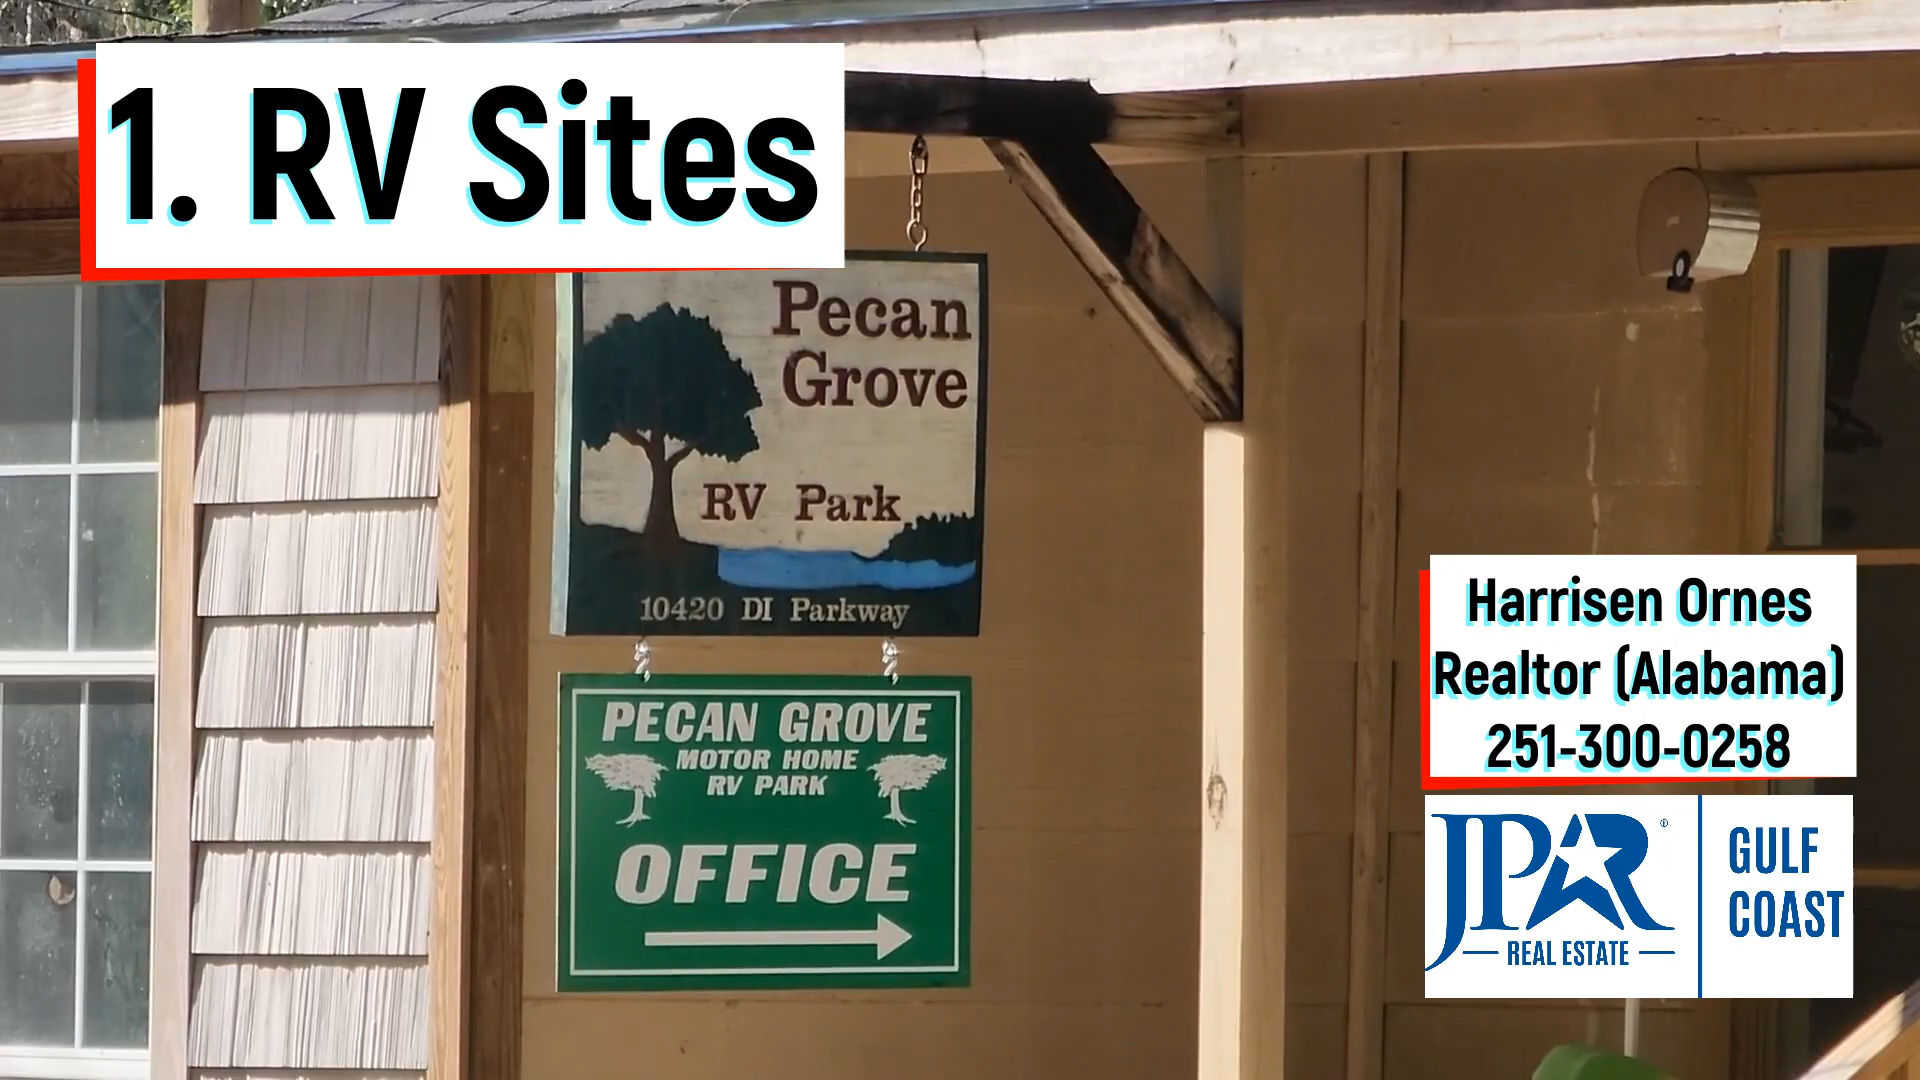 1. RV Sites
Pecan
Grove
RV Park
10420 DI Parkway
PECAN GROVE
MOTOR HOME
RV PARK
OFFICE
Harrisen Ornes
Realtor (Alabama)
251-300-0258
JPAR®
REAL ESTATE
GULF
COAST